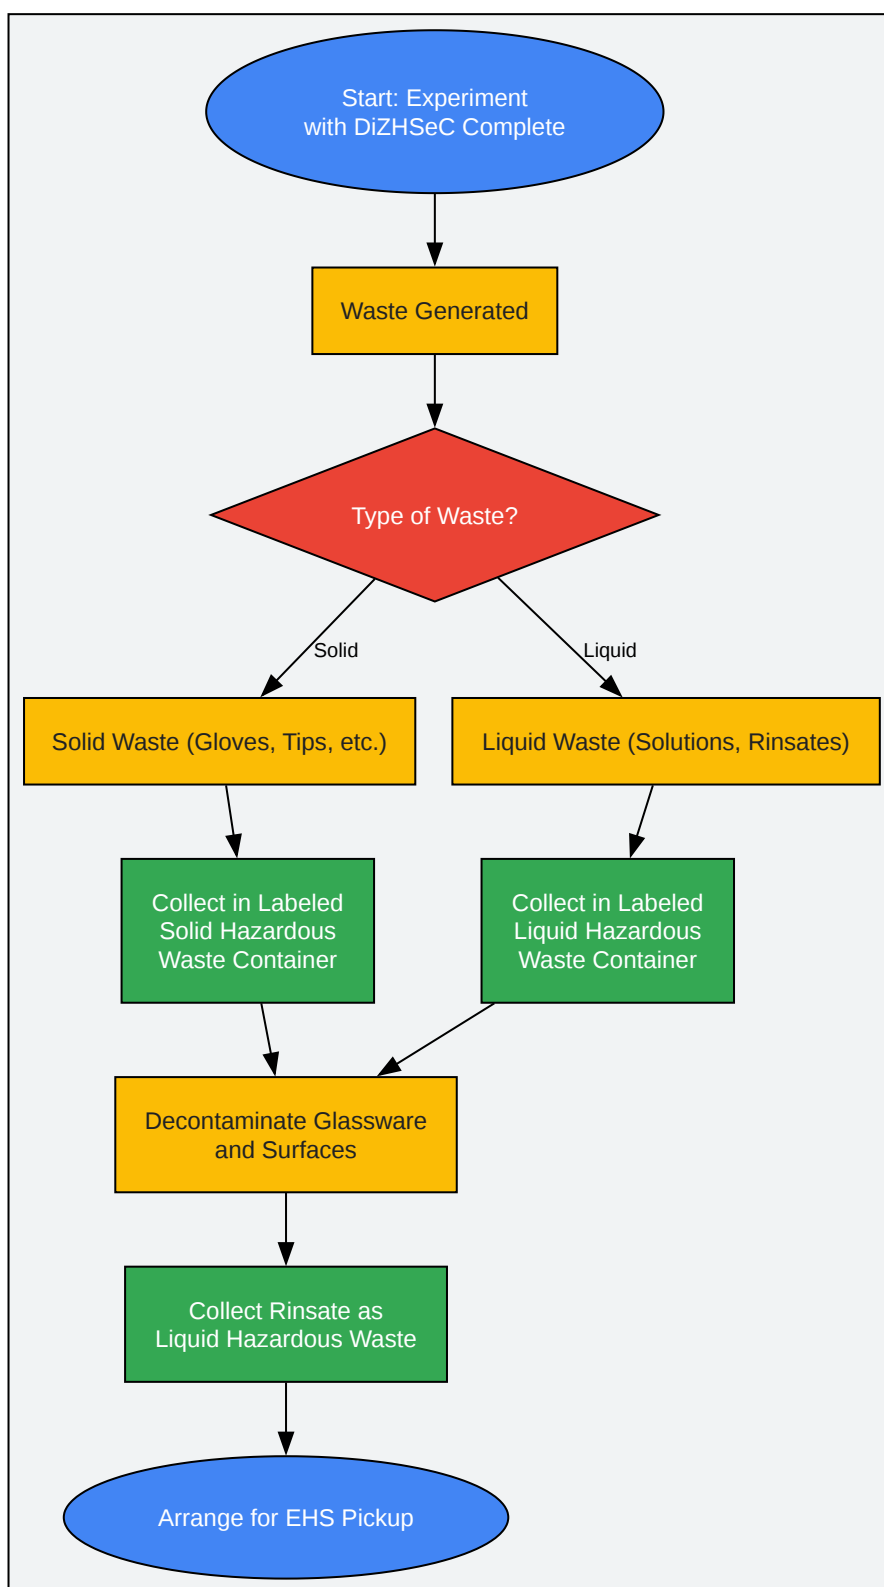 Start: Experiment
with DiZHSeC Complete
Waste Generated
Type of Waste?
Solid
Liquid
Solid Waste (Gloves, Tips, etc.)
Liquid Waste (Solutions, Rinsates)
Collect in Labeled
Solid Hazardous
Waste Container
Collect in Labeled
Liquid Hazardous
Waste Container
Decontaminate Glassware
and Surfaces
Collect Rinsate as
Liquid Hazardous Waste
Arrange for EHS Pickup